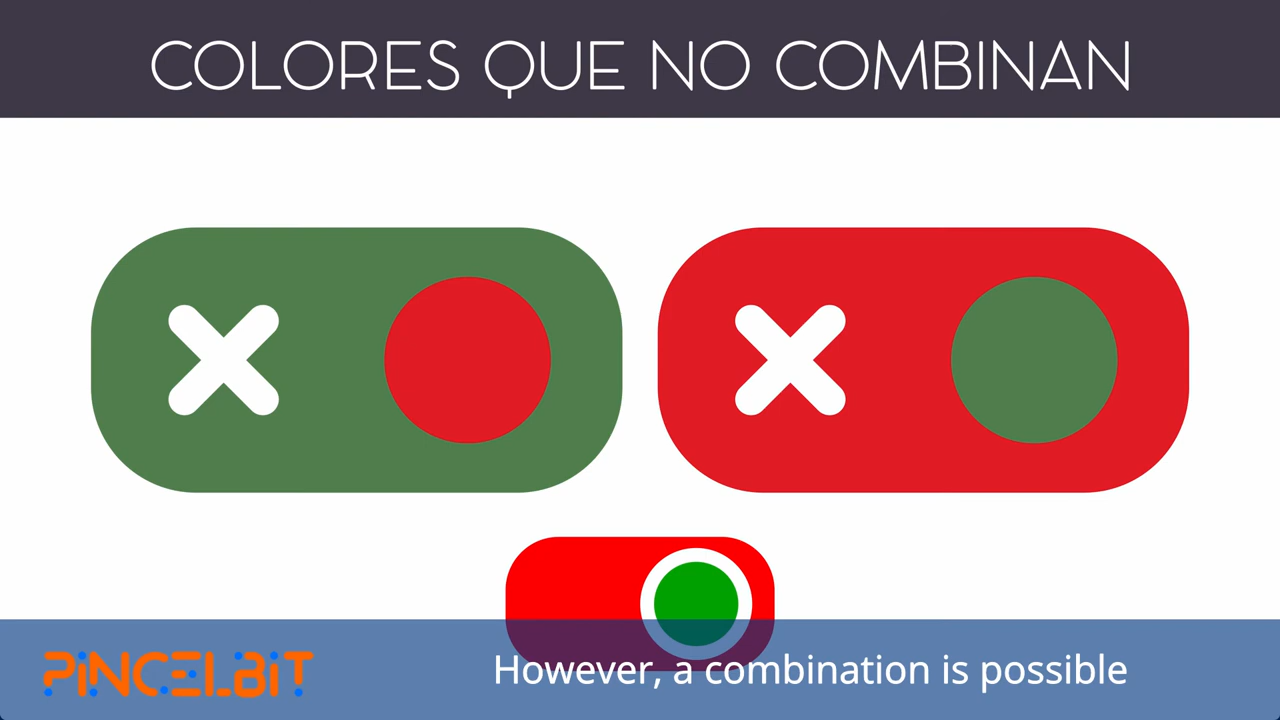 COLORES QUE NO COMBINAN
PiNCELBiT
However, a combination is possible